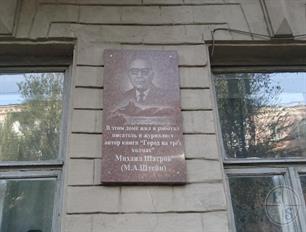 В этом доме жил и работал
писатель и журналист
автор книги "Город на трёх
холмах"
Михаил Шатров
(М.А.Штейн)